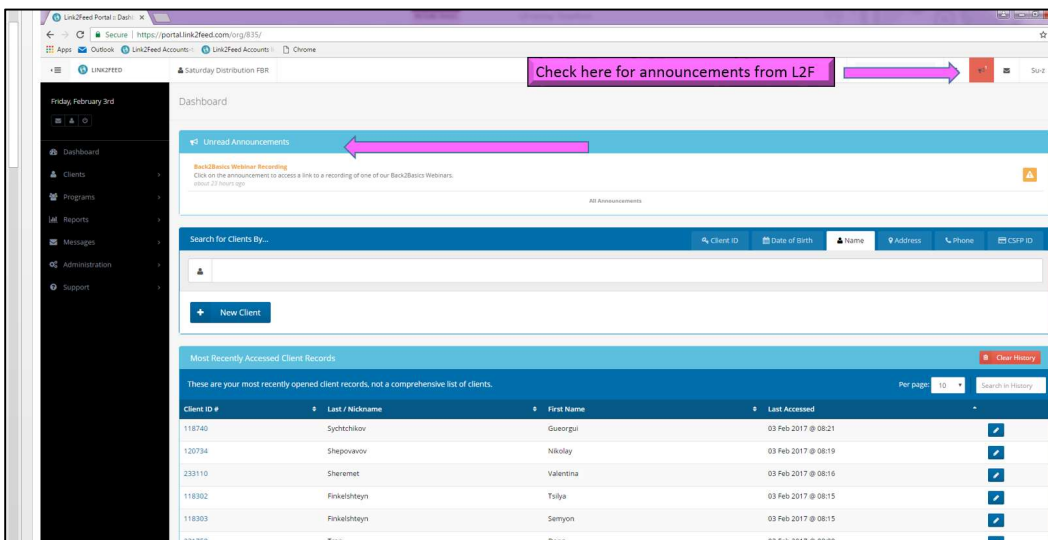 Link2Feed Portal :: Dashb
Secure | https://portal.link2feed.com/org/835/
Apps Outlook Link2Feed Accounts Link2Feed Accounts Chrome
LINK2FEED Saturday Distribution FBR
Check here for announcements from L2F
Su-z
Friday, February 3rd
Dashboard
Dashboard
Clients
Programs
Reports
Messages
Administration
Support
Unread Announcements
Back2Basics Webinar Recording
Click on the announcement to access a link to a recording of one of our Back2Basics Webinars.
about 22 hours ago
All Announcements
Search for Clients By... Client ID Date of Birth Name Address Phone CSFP ID
+ New Client
Most Recently Accessed Client Records Clear History
These are your most recently opened client records, not a comprehensive list of clients. Per page: 10 Search in History
Client ID # Last / Nickname First Name Last Accessed
118740 Sychtchikov Gueorgui 03 Feb 2017 @ 08:21
120734 Shepovavov Nikolay 03 Feb 2017 @ 08:19
233110 Sheremet Valentina 03 Feb 2017 @ 08:16
118302 Finkelshteyn Tsilya 03 Feb 2017 @ 08:15
118303 Finkelshteyn Semyon 03 Feb 2017 @ 08:15